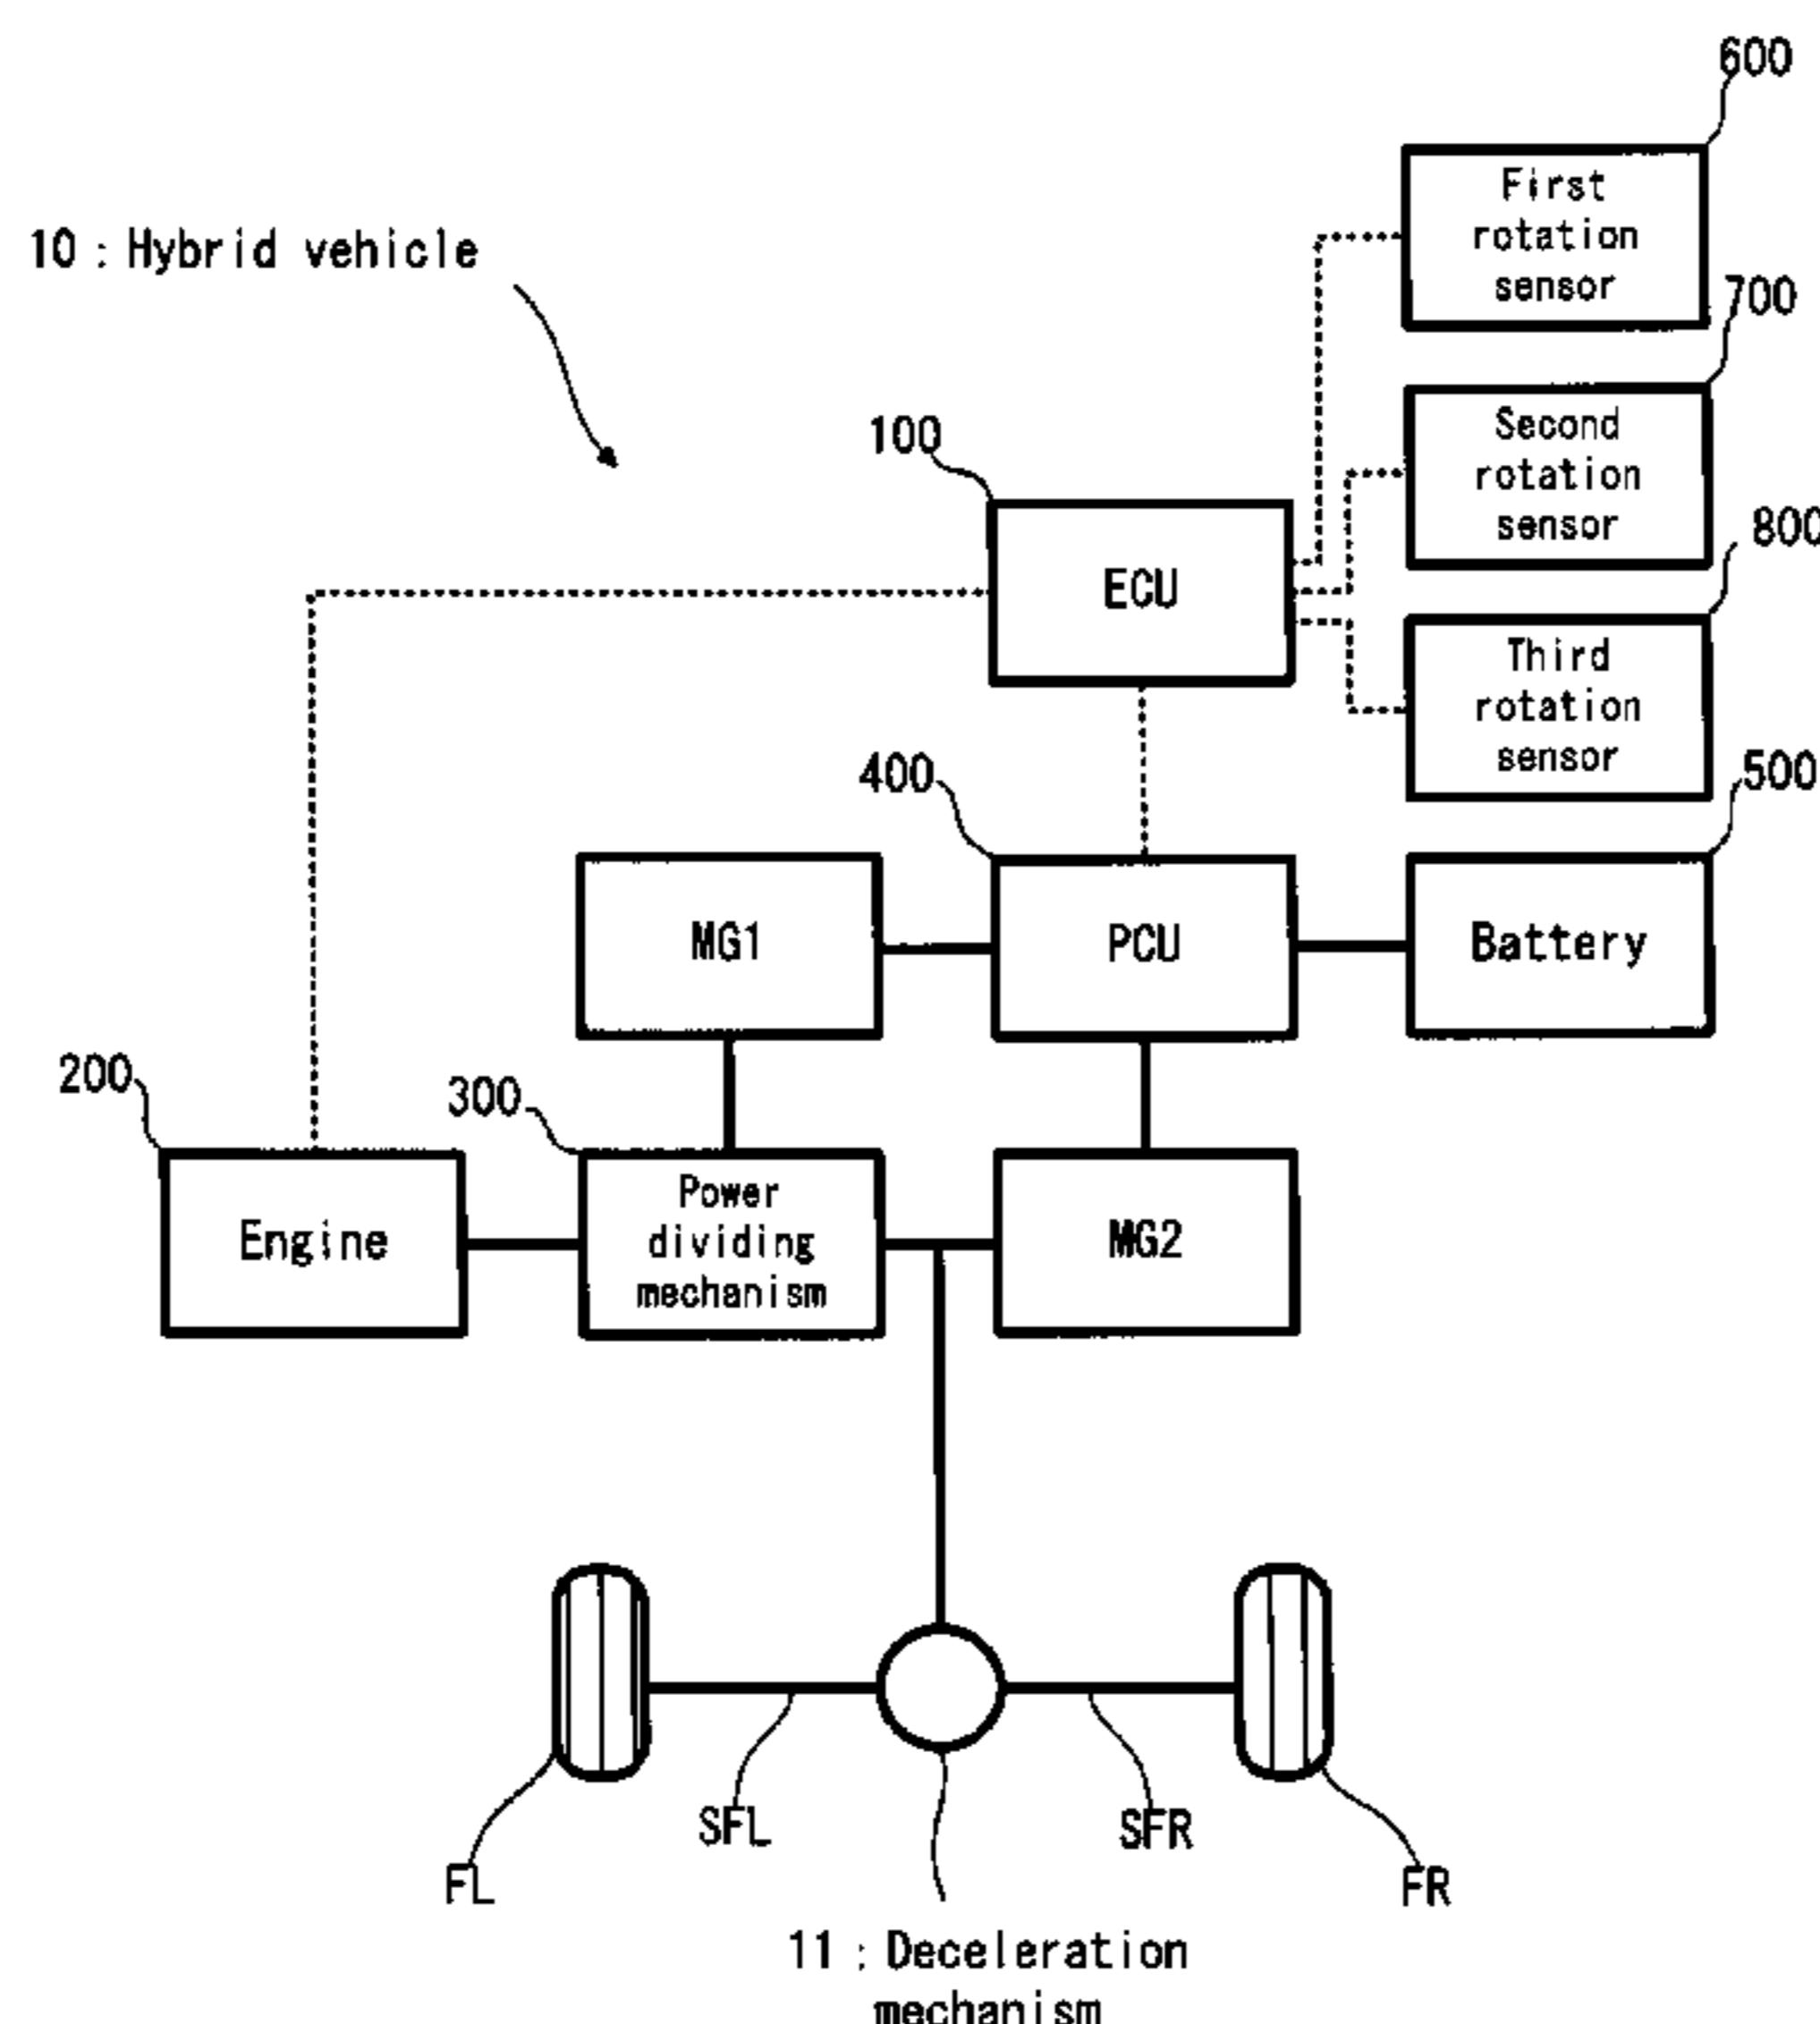 600
First
rotation
sensor
10 : Hybrid vehicle
700
Second
rotation
sensor
100
ECU
800
Third
rotation
sensor
400
500
MG1
PCU
Battery
200
300
Engine
Power
dividing
mechanism
MG2
SFL
SFR
FL
FR
11 : Deceleration
mechanism